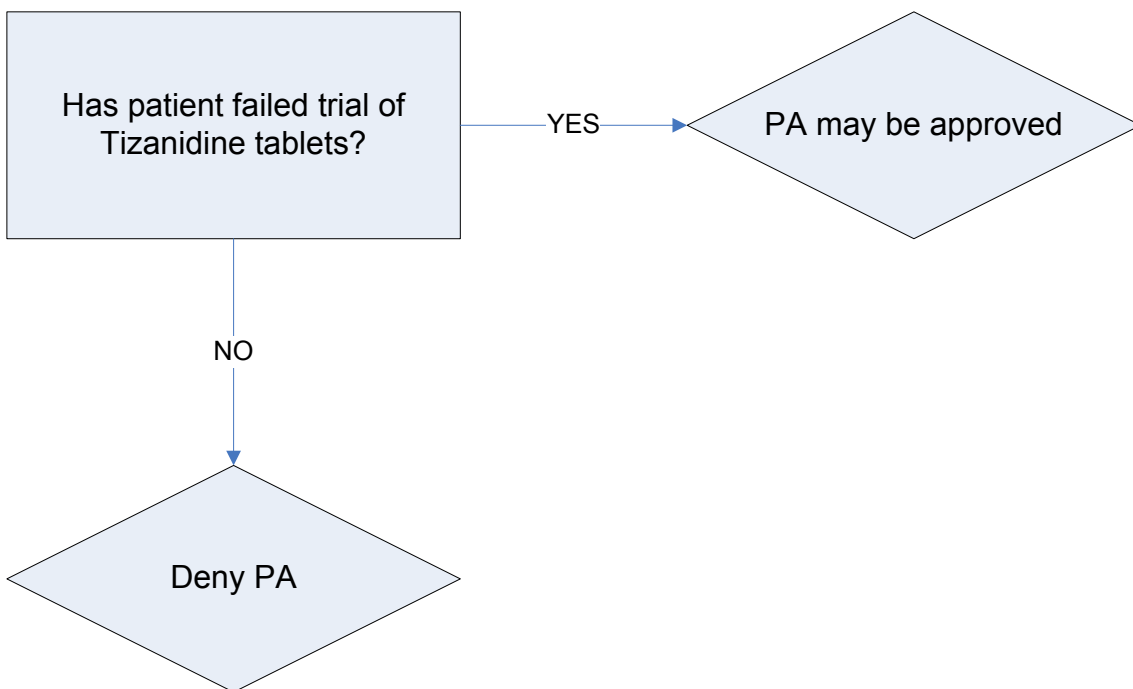 Has patient failed trial of
Tizanidine tablets?
YES
PA may be approved
NO
Deny PA